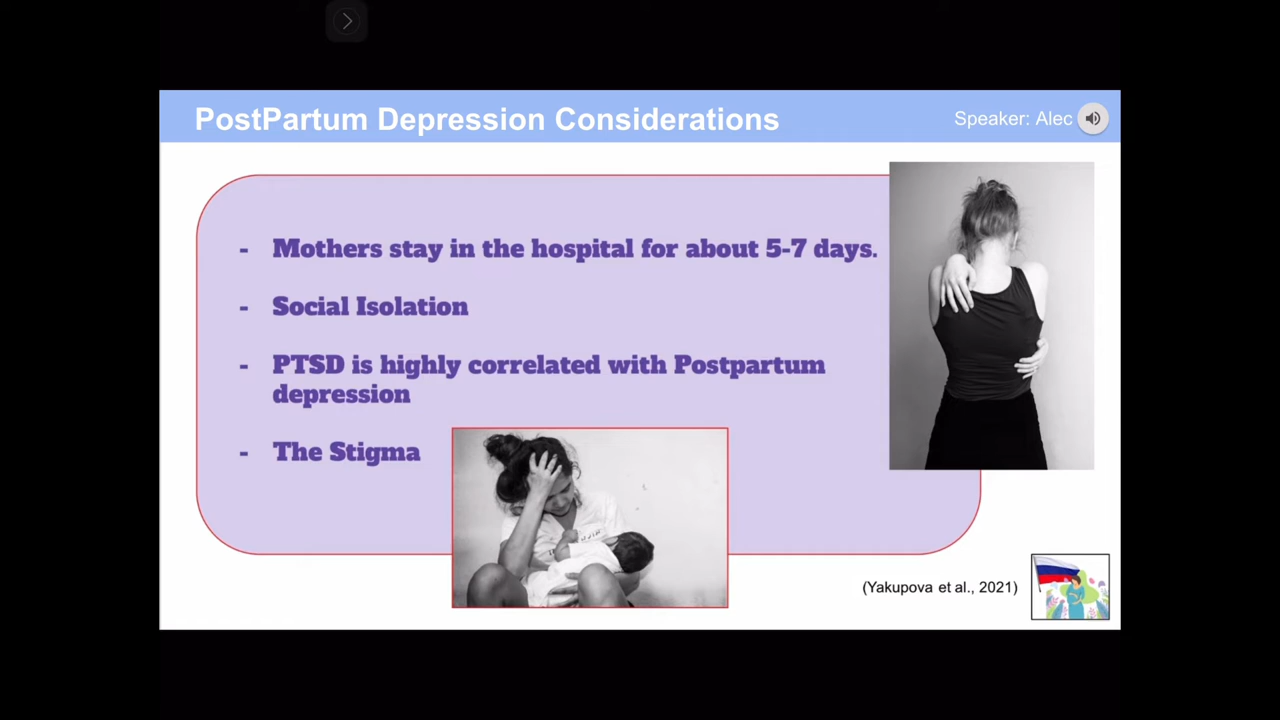 PostPartum Depression Considerations
Speaker: Alec
- Mothers stay in the hospital for about 5-7 days.
- Social Isolation
- PTSD is highly correlated with Postpartum
depression
- The Stigma
(Yakupova et al., 2021)